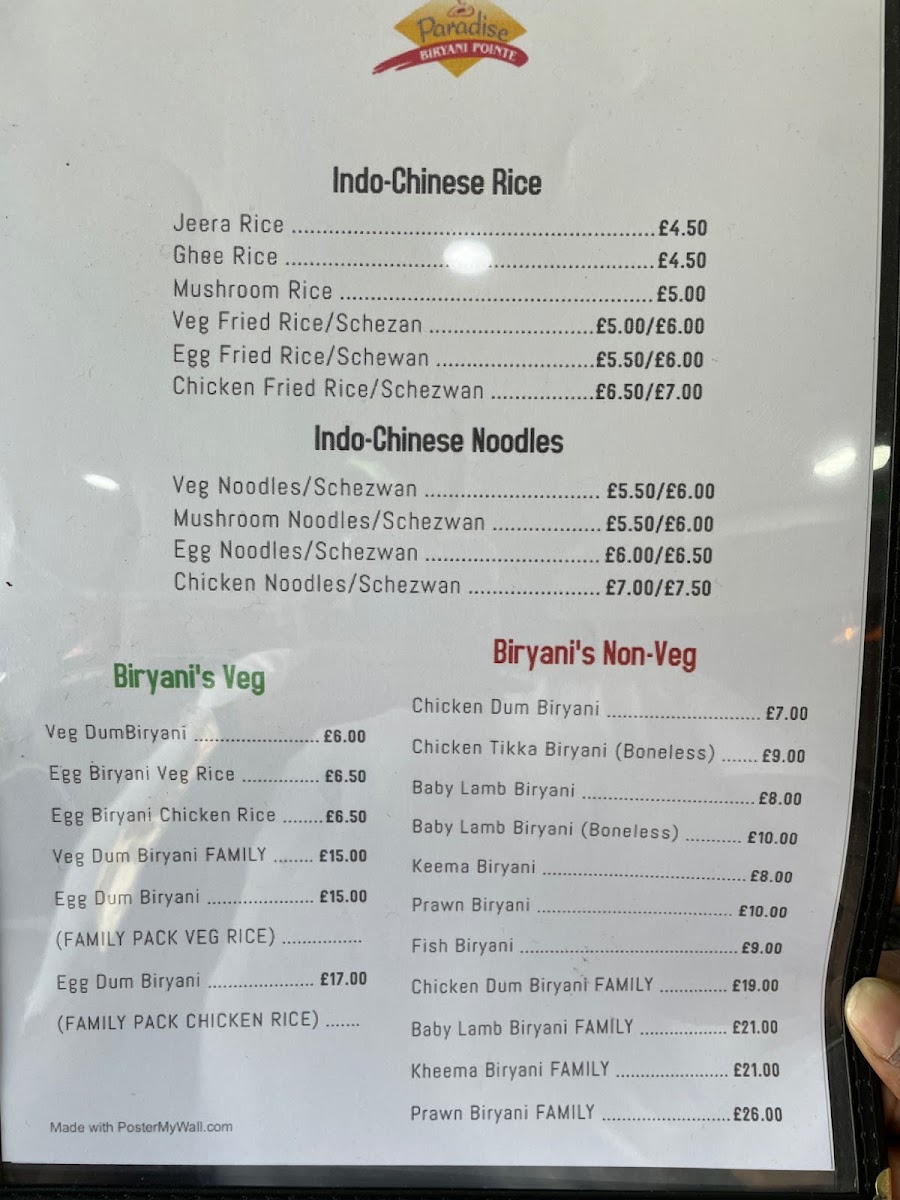 Paradise
BIRYANI POINTE
Indo-Chinese Rice
Jeera Rice ........................................................ £4.50
Ghee Rice ......................................................... £4.50
Mushroom Rice ................................................ £5.00
Veg Fried Rice/Schezan ......................... £5.00/£6.00
Egg Fried Rice/Schewan ........................ £5.50/£6.00
Chicken Fried Rice/Schezwan ................ £6.50/£7.00
Indo-Chinese Noodles
Veg Noodles/Schezwan ........................... £5.50/£6.00
Mushroom Noodles/Schezwan ................. £5.50/£6.00
Egg Noodles/Schezwan ........................... £6.00/£6.50
Chicken Noodles/Schezwan ..................... £7.00/£7.50
Biryani's Veg
Veg DumBiryani .................... £6.00
Egg Biryani Veg Rice ............ £6.50
Egg Biryani Chicken Rice ....... £6.50
Veg Dum Biryani FAMILY ........ £15.00
Egg Dum Biryani .................... £15.00
(FAMILY PACK VEG RICE) ...............
Egg Dum Biryani .................... £17.00
(FAMILY PACK CHICKEN RICE) .......
Biryani's Non-Veg
Chicken Dum Biryani ............................ £7.00
Chicken Tikka Biryani (Boneless) ....... £9.00
Baby Lamb Biryani ............................... £8.00
Baby Lamb Biryani (Boneless) .......... £10.00
Keema Biryani ..................................... £8.00
Prawn Biryani ................................... £10.00
Fish Biryani ........................................ £9.00
Chicken Dum Biryani FAMILY ............. £19.00
Baby Lamb Biryani FAMILY ................ £21.00
Kheema Biryani FAMILY .................... £21.00
Prawn Biryani FAMILY ....................... £26.00
Made with PosterMyWall.com